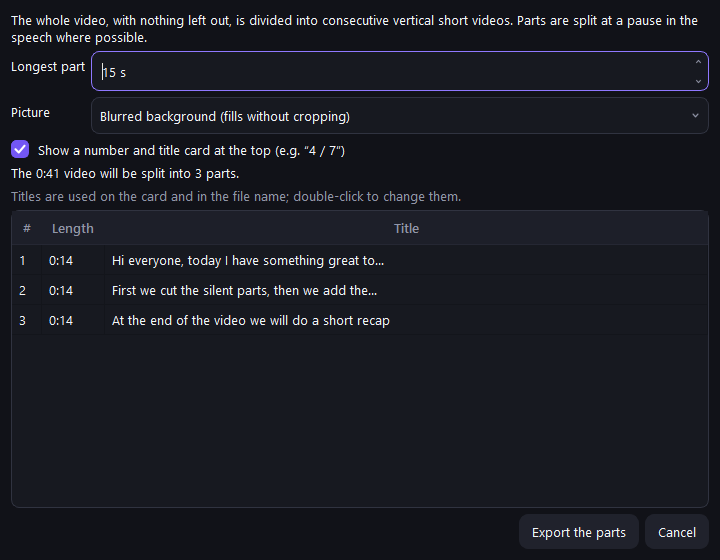 The whole video, with nothing left out, is divided into consecutive vertical short videos. Parts are split at a pause in the
speech where possible.
Longest part
15 s
Picture
Blurred background (fills without cropping)
Show a number and title card at the top (e.g. “4 / 7”)
The 0:41 video will be split into 3 parts.
Titles are used on the card and in the file name; double-click to change them.
# Length Title
1 0:14 Hi everyone, today I have something great to...
2 0:14 First we cut the silent parts, then we add the...
3 0:14 At the end of the video we will do a short recap
Export the parts Cancel